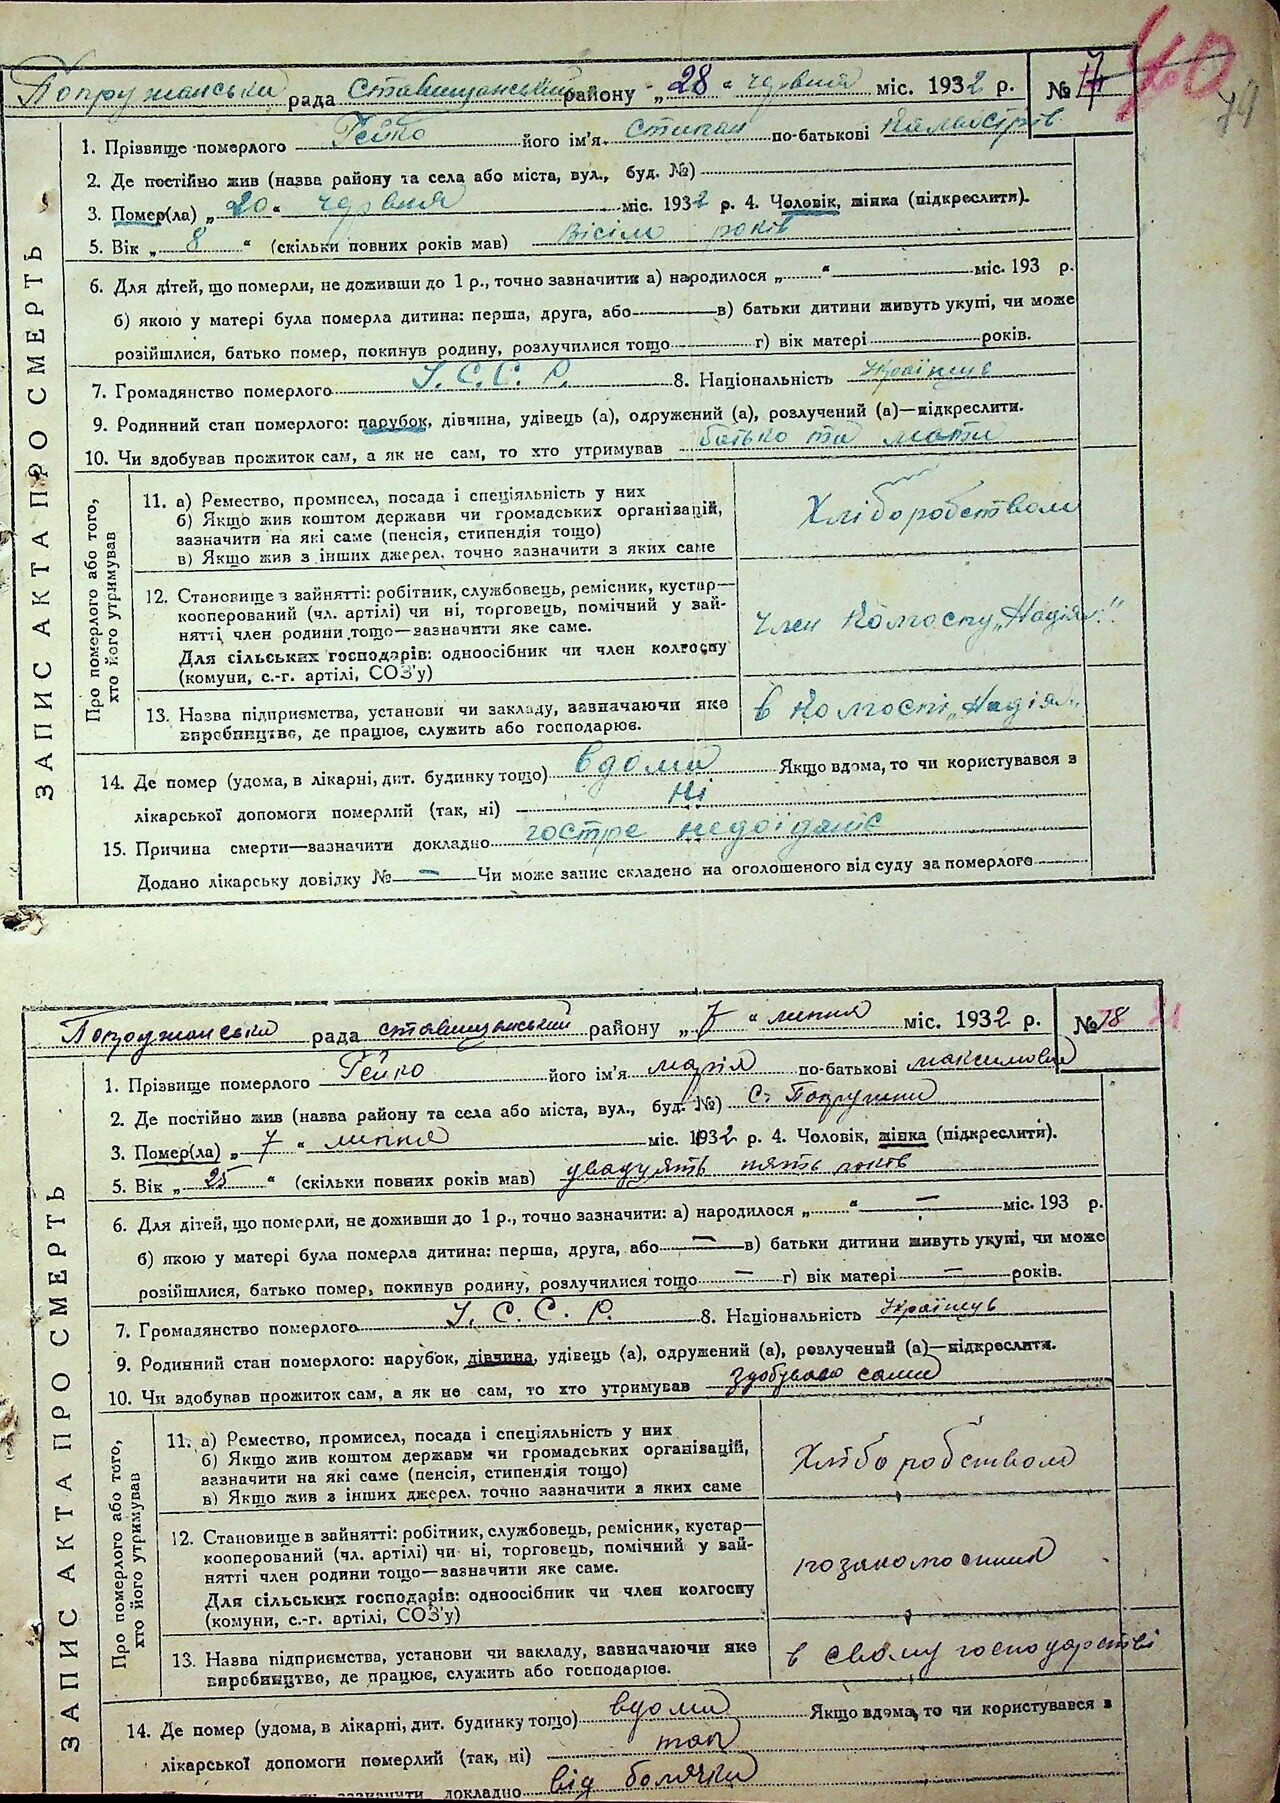 Попружанська рада Ставищанський району „28“ червня міс. 1932 р. № 17
40
79
ЗАПИС АКТА ПРО СМЕРТЬ
1. Прізвище померлого Гейко його ім'я Стипан по-батькові
2. Де постійно жив (назва району та села або міста, вул., буд. №)
3. Помер(ла) „20“ червня міс. 1932 р. 4. Чоловік, жінка (підкреслити).
5. Вік „8“ (скільки повних років мав) вісім років
6. Для дітей, що померли, не доживши до 1 р., точно зазначити: а) народилося „ “ міс. 193 р.
б) якою у матері була померла дитина: перша, друга, або — в) батьки дитини живуть укупі, чи може
розійшлися, батько помер, покинув родину, розлучилися тощо — г) вік матері років.
7. Громадянство померлого У.С.С.Р. 8. Національність Українець
9. Родинний стан померлого: парубок, дівчина, удівець (а), одружений (а), розлучений (а)—підкреслити.
10. Чи здобував прожиток сам, а як не сам, то хто утримував батько та мати
Про померлого або того, хто його утримував
11. а) Ремество, промисел, посада і спеціяльність у них
б) Якщо жив коштом держави чи громадських організацій,
зазначити на які саме (пенсія, стипендія тощо)
в) Якщо жив з інших джерел, точно зазначити з яких саме
Хліборобством
12. Становище в зайнятті: робітник, службовець, ремісник, кустар—
кооперований (чл. артілі) чи ні, торговець, помічний у зай-
нятті член родини тощо—зазначити яке саме.
Для сільських господарів: одноосібник чи член колгоспу
(комуни, с.-г. артілі, СОЗ'у)
член колгоспу „Надія“
13. Назва підприємства, установи чи закладу, зазначаючи яке
виробництво, де працює, служить або господарює.
в колгоспі „Надія“
14. Де помер (удома, в лікарні, дит. будинку тощо) вдома Якщо вдома, то чи користувався з
лікарської допомоги померлий (так, ні) Ні
15. Причина смерти—зазначити докладно гостре недоїданіє
Додано лікарську довідку № — Чи може запис складено на оголошеного від суду за померлого
Попружанська рада ставищанський району „7“ липня міс. 1932 р. № 18
ЗАПИС АКТА ПРО СМЕРТЬ
1. Прізвище померлого Гейко його ім'я марія по-батькові максимовна
2. Де постійно жив (назва району та села або міста, вул., буд. №) С. Попружни
3. Помер(ла) „7“ липня міс. 1932 р. 4. Чоловік, жінка (підкреслити).
5. Вік „25“ (скільки повних років мав) двадцять пять років
6. Для дітей, що померли, не доживши до 1 р., точно зазначити: а) народилося „ “ — міс. 193 р.
б) якою у матері була померла дитина: перша, друга, або — в) батьки дитини живуть укупі, чи може
розійшлися, батько помер, покинув родину, розлучилися тощо — г) вік матері — років.
7. Громадянство померлого У.С.С.Р. 8. Національність Українець
9. Родинний стан померлого: парубок, дівчина, удівець (а), одружений (а), розлучений (а)—підкреслити.
10. Чи здобував прожиток сам, а як не сам, то хто утримував здобувала сама
Про померлого або того, хто його утримував
11. а) Ремество, промисел, посада і спеціяльність у них
б) Якщо жив коштом держави чи громадських організацій,
зазначити на які саме (пенсія, стипендія тощо)
в) Якщо жив з інших джерел, точно зазначити з яких саме
Хліборобством
12. Становище в зайнятті: робітник, службовець, ремісник, кустар—
кооперований (чл. артілі) чи ні, торговець, помічний у зай-
нятті член родини тощо—зазначити яке саме.
Для сільських господарів: одноосібник чи член колгоспу
(комуни, с.-г. артілі, СОЗ'у)
13. Назва підприємства, установи чи закладу, зазначаючи яке
виробництво, де працює, служить або господарює.
в свому господарстві
14. Де помер (удома, в лікарні, дит. будинку тощо) вдома Якщо вдома, то чи користувався з
лікарської допомоги померлий (так, ні) так
зазначити докладно від болячки